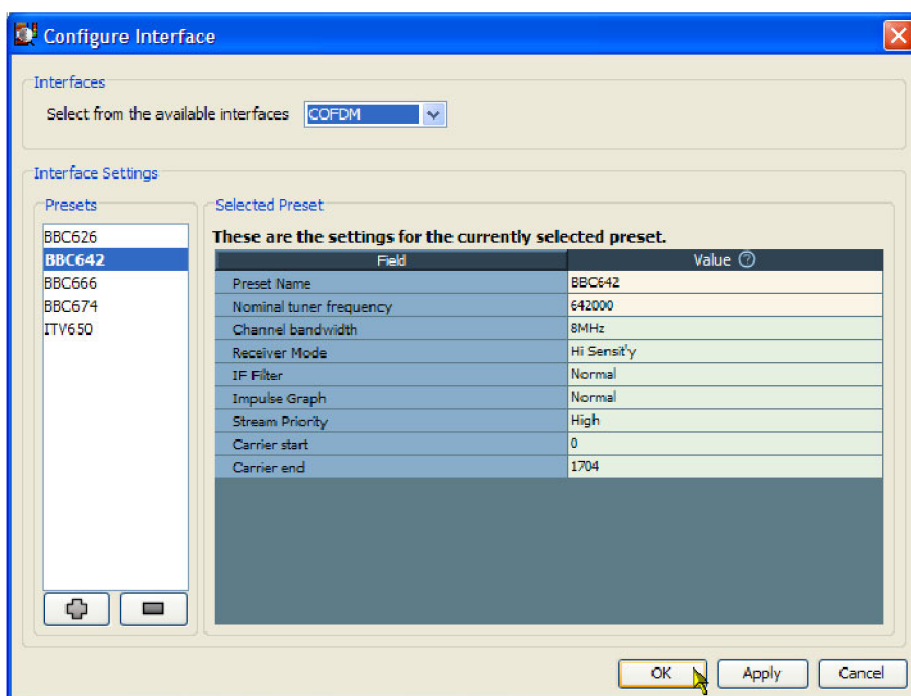 Configure Interface
Interfaces
Select from the available interfaces COFDM
Interface Settings
Presets
BBC626
BBC642
BBC666
BBC674
ITV650
Selected Preset
These are the settings for the currently selected preset.
Field Value ?
Preset Name BBC642
Nominal tuner frequency 642000
Channel bandwidth 8MHz
Receiver Mode Hi Sensit'y
IF Filter Normal
Impulse Graph Normal
Stream Priority High
Carrier start 0
Carrier end 1704
OK Apply Cancel